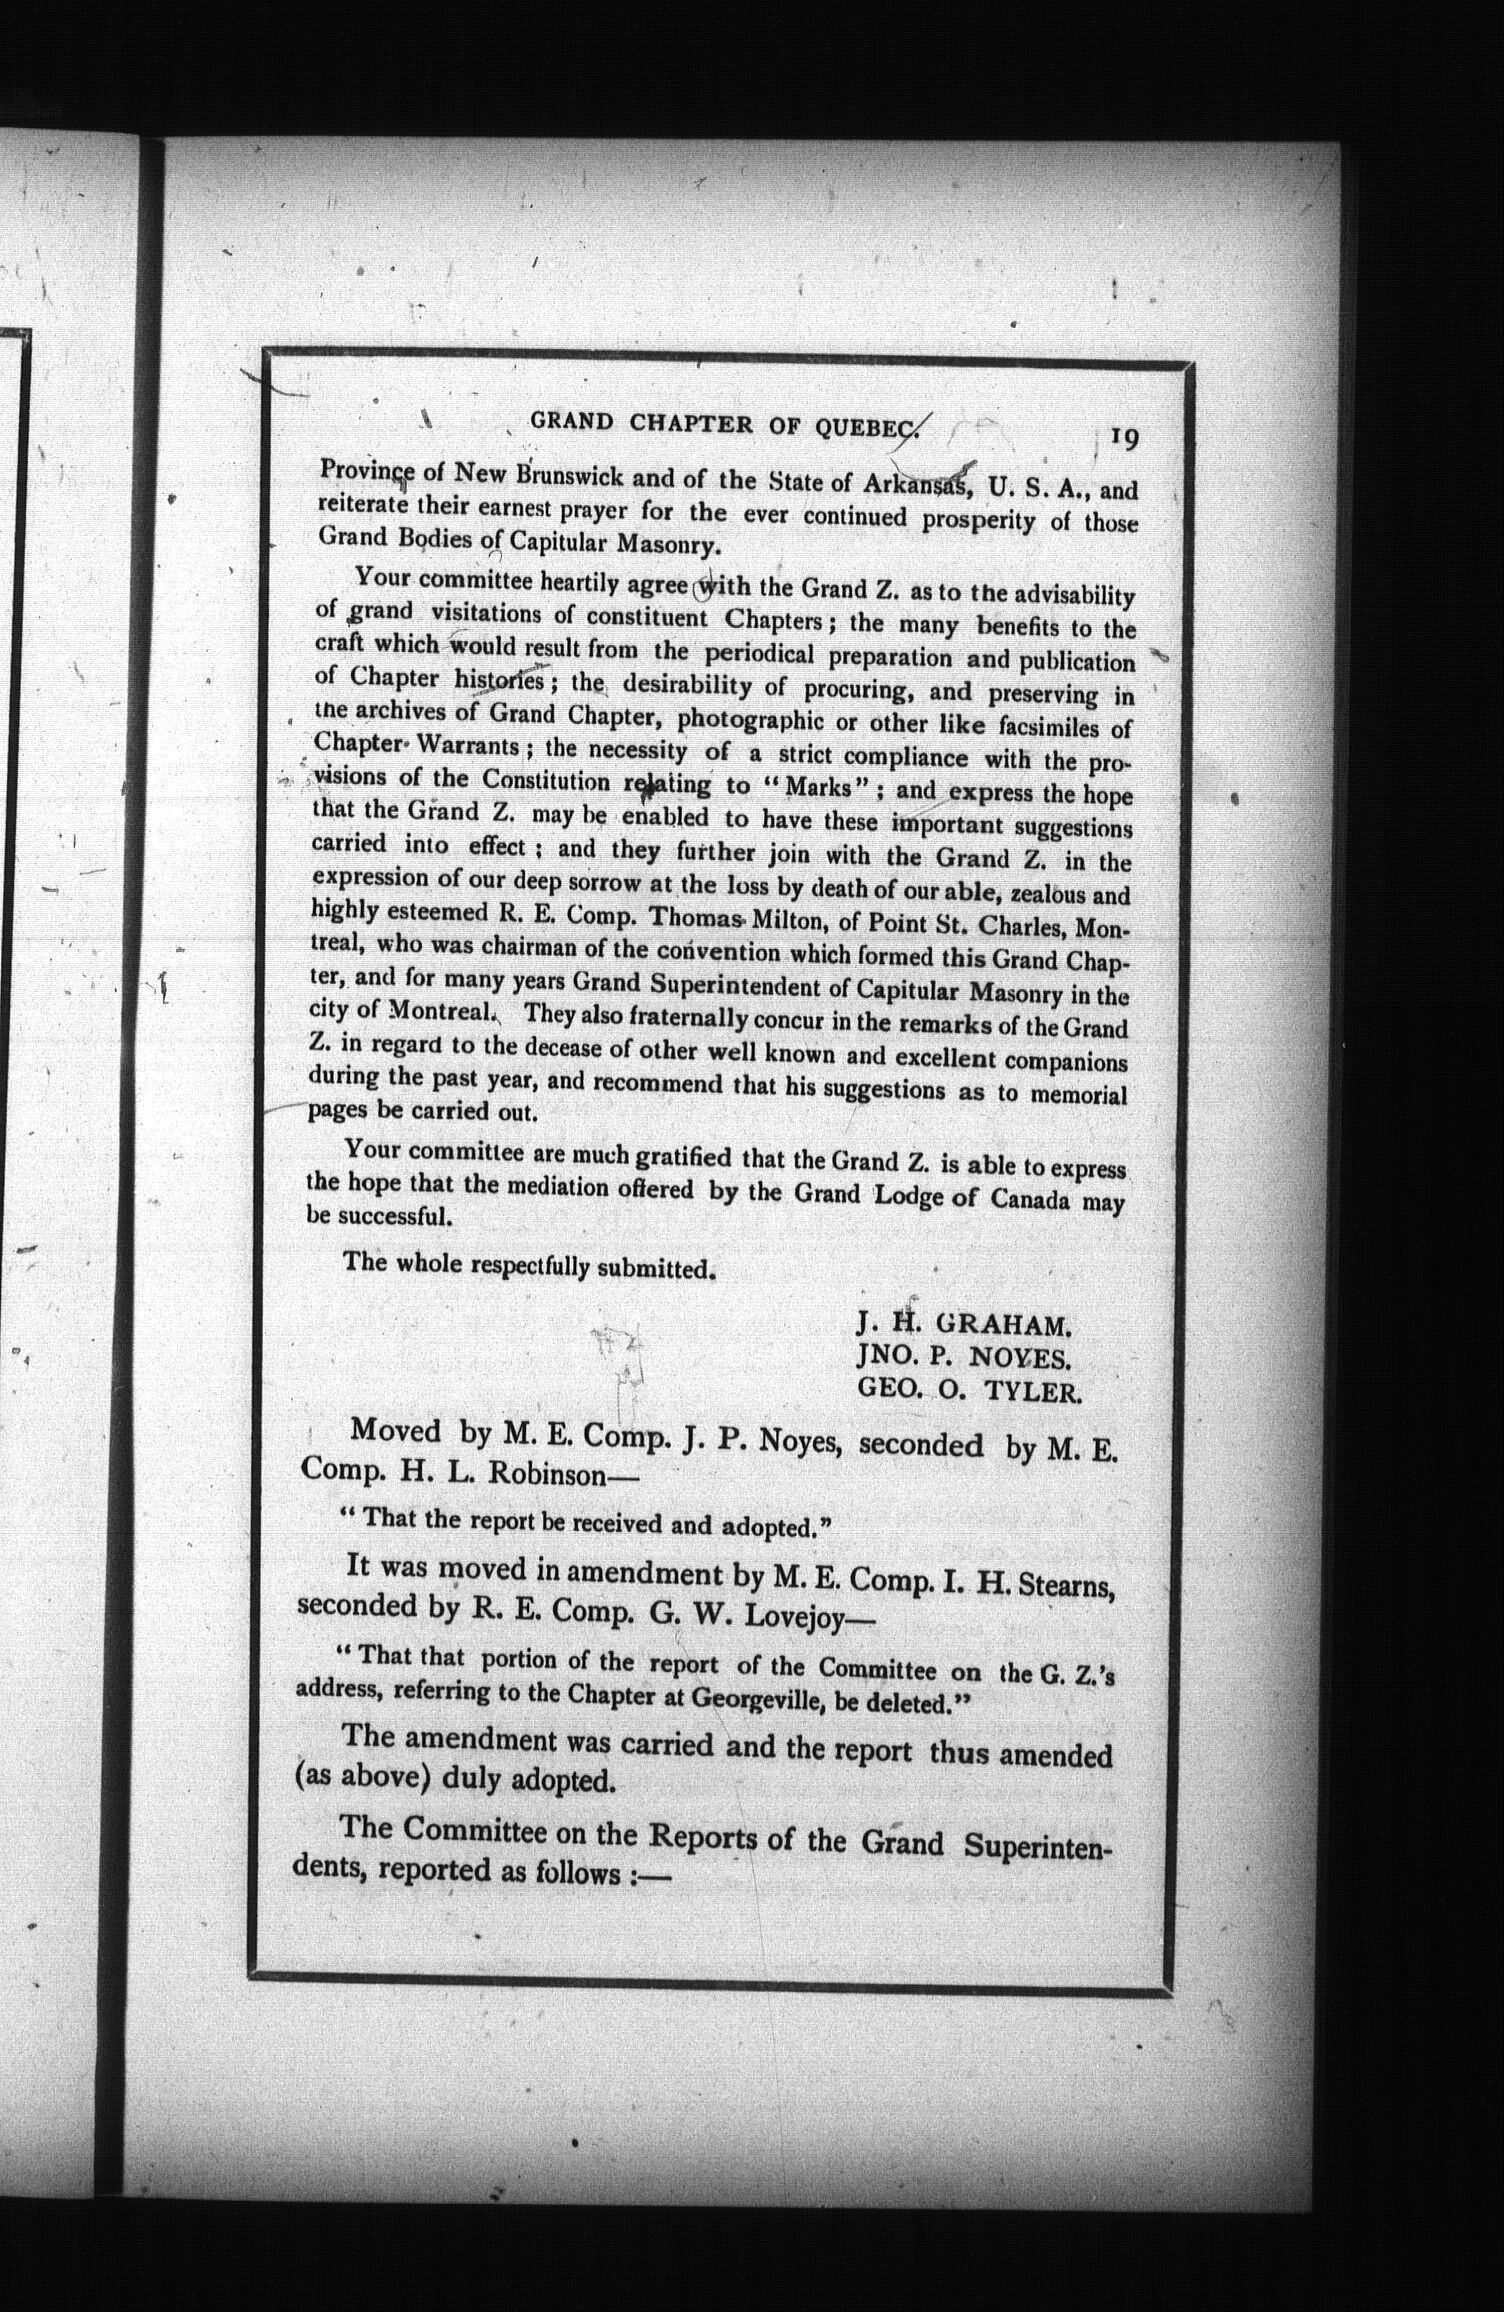 GRAND CHAPTER OF QUEBEC. 19
Province of New Brunswick and of the State of Arkansas, U. S. A., and
reiterate their earnest prayer for the ever continued prosperity of those
Grand Bodies of Capitular Masonry.
Your committee heartily agree with the Grand Z. as to the advisability
of grand visitations of constituent Chapters ; the many benefits to the
craft which would result from the periodical preparation and publication
of Chapter histories ; the desirability of procuring, and preserving in
the archives of Grand Chapter, photographic or other like facsimiles of
Chapter Warrants ; the necessity of a strict compliance with the pro-
visions of the Constitution relating to “ Marks” ; and express the hope
that the Grand Z. may be enabled to have these important suggestions
carried into effect ; and they further join with the Grand Z. in the
expression of our deep sorrow at the loss by death of our able, zealous and
highly esteemed R. E. Comp. Thomas Milton, of Point St. Charles, Mon-
treal, who was chairman of the convention which formed this Grand Chap-
ter, and for many years Grand Superintendent of Capitular Masonry in the
city of Montreal. They also fraternally concur in the remarks of the Grand
Z. in regard to the decease of other well known and excellent companions
during the past year, and recommend that his suggestions as to memorial
pages be carried out.
Your committee are much gratified that the Grand Z. is able to express
the hope that the mediation offered by the Grand Lodge of Canada may
be successful.
The whole respectfully submitted.
J. H. GRAHAM.
JNO. P. NOYES.
GEO. O. TYLER.
Moved by M. E. Comp. J. P. Noyes, seconded by M. E.
Comp. H. L. Robinson—
“ That the report be received and adopted.”
It was moved in amendment by M. E. Comp. I. H. Stearns,
seconded by R. E. Comp. G. W. Lovejoy—
“ That that portion of the report of the Committee on the G. Z.’s
address, referring to the Chapter at Georgeville, be deleted.”
The amendment was carried and the report thus amended
(as above) duly adopted.
The Committee on the Reports of the Grand Superinten-
dents, reported as follows :—